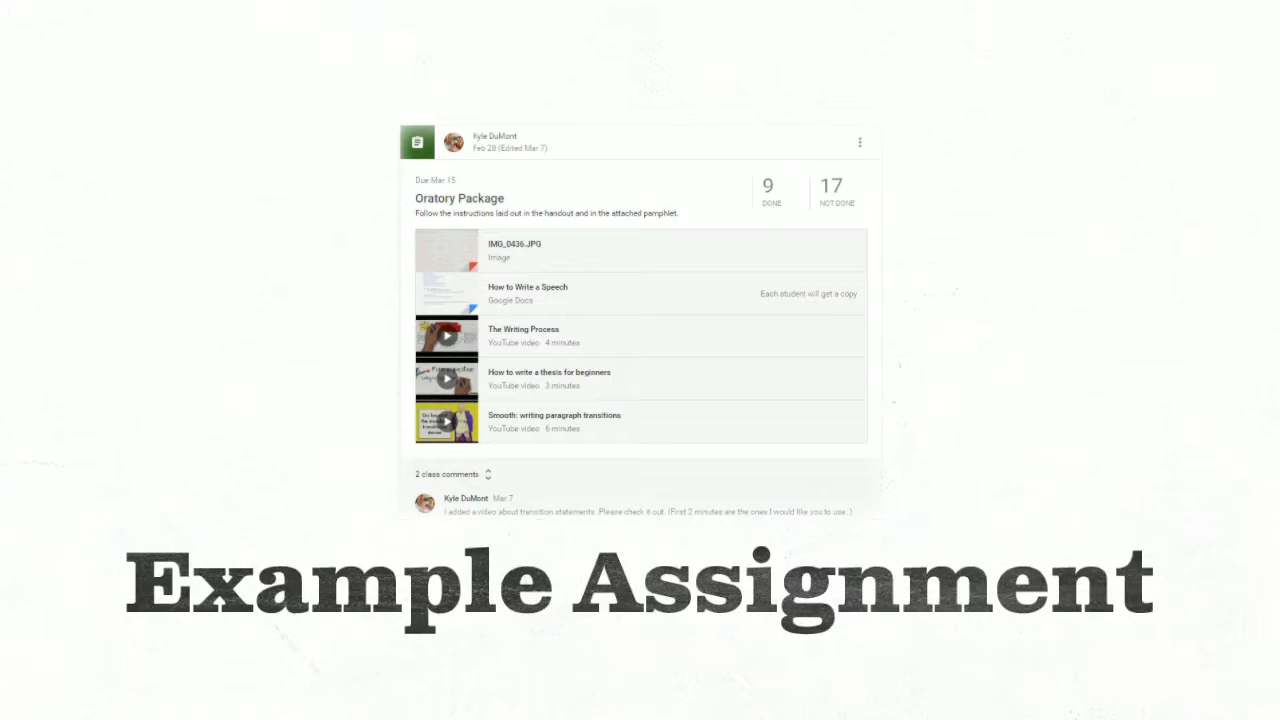 Kyle DuMont
Feb 28 (Edited Mar 7)
Due Mar 15
9
DONE
17
NOT DONE
Oratory Package
Follow the instructions laid out in the handout and in the attached pamphlet.
IMG_0436.JPG
Image
How to Write a Speech
Google Docs
Each student will get a copy
The Writing Process
YouTube video 4 minutes
How to write a thesis for beginners
YouTube video 3 minutes
Smooth: writing paragraph transitions
YouTube video 6 minutes
2 class comments
Kyle DuMont Mar 7
I added a video about transition statements. Please check it out. (First 2 minutes are the ones I would like you to use. )
Example Assignment